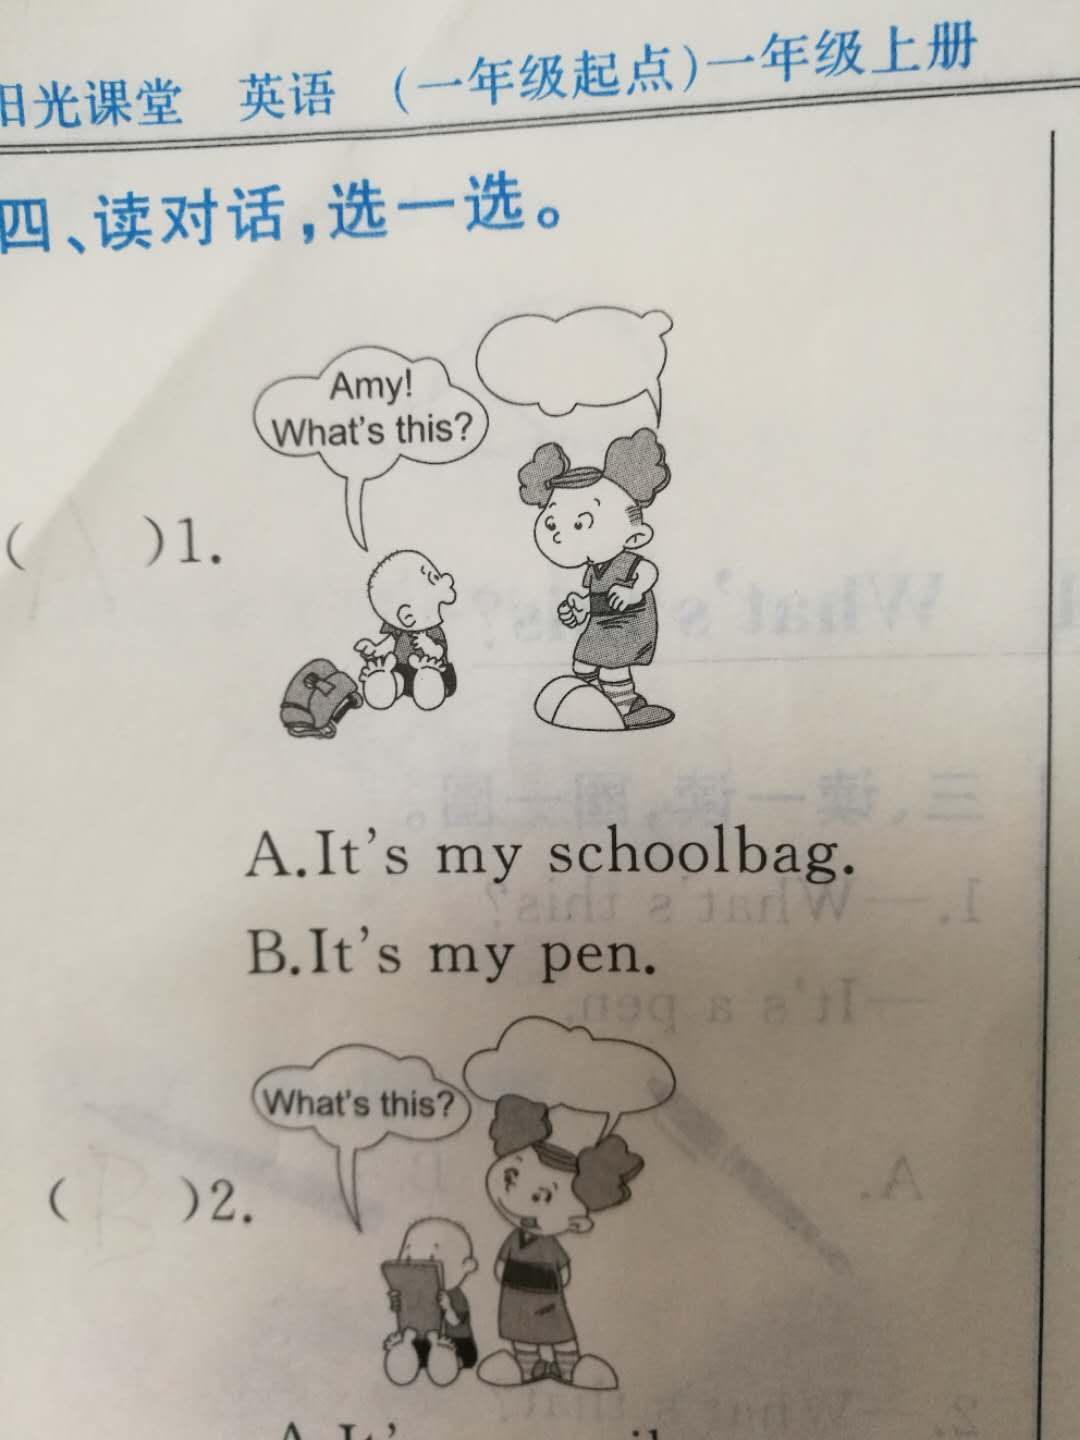 阳光课堂 英语 (一年级起点)一年级上册
四、读对话,选一选。
Amy!
What's this?
( )1.
A.It's my schoolbag.
B.It's my pen.
What's this?
( )2.
A.It's